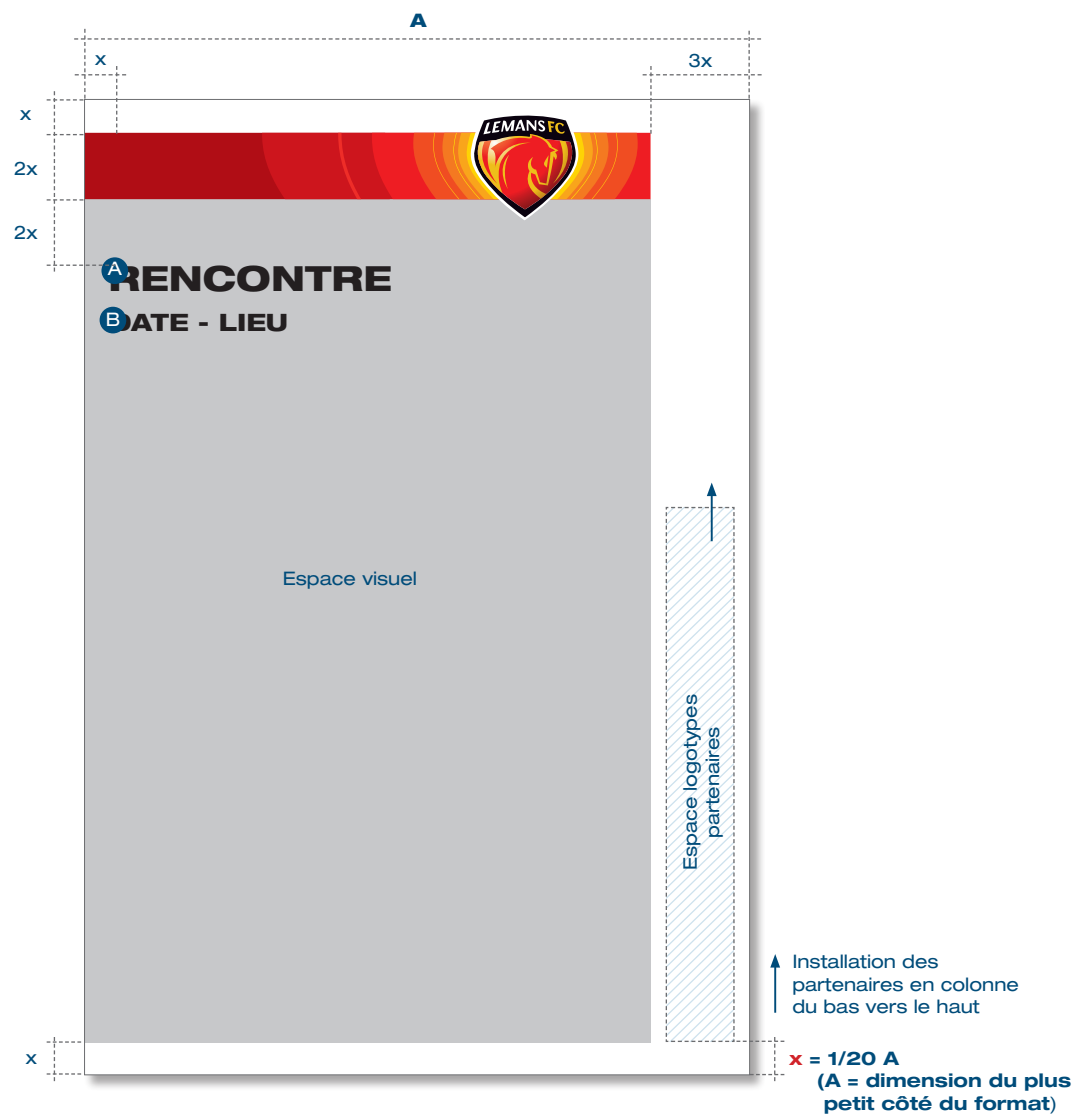 A
x
3x
x
LEMANS FC
2x
2x
A
RENCONTRE
B
DATE - LIEU
Espace visuel
Espace logotypes
partenaires
Installation des
partenaires en colonne
du bas vers le haut
x
x = 1/20 A
(A = dimension du plus
petit côté du format)